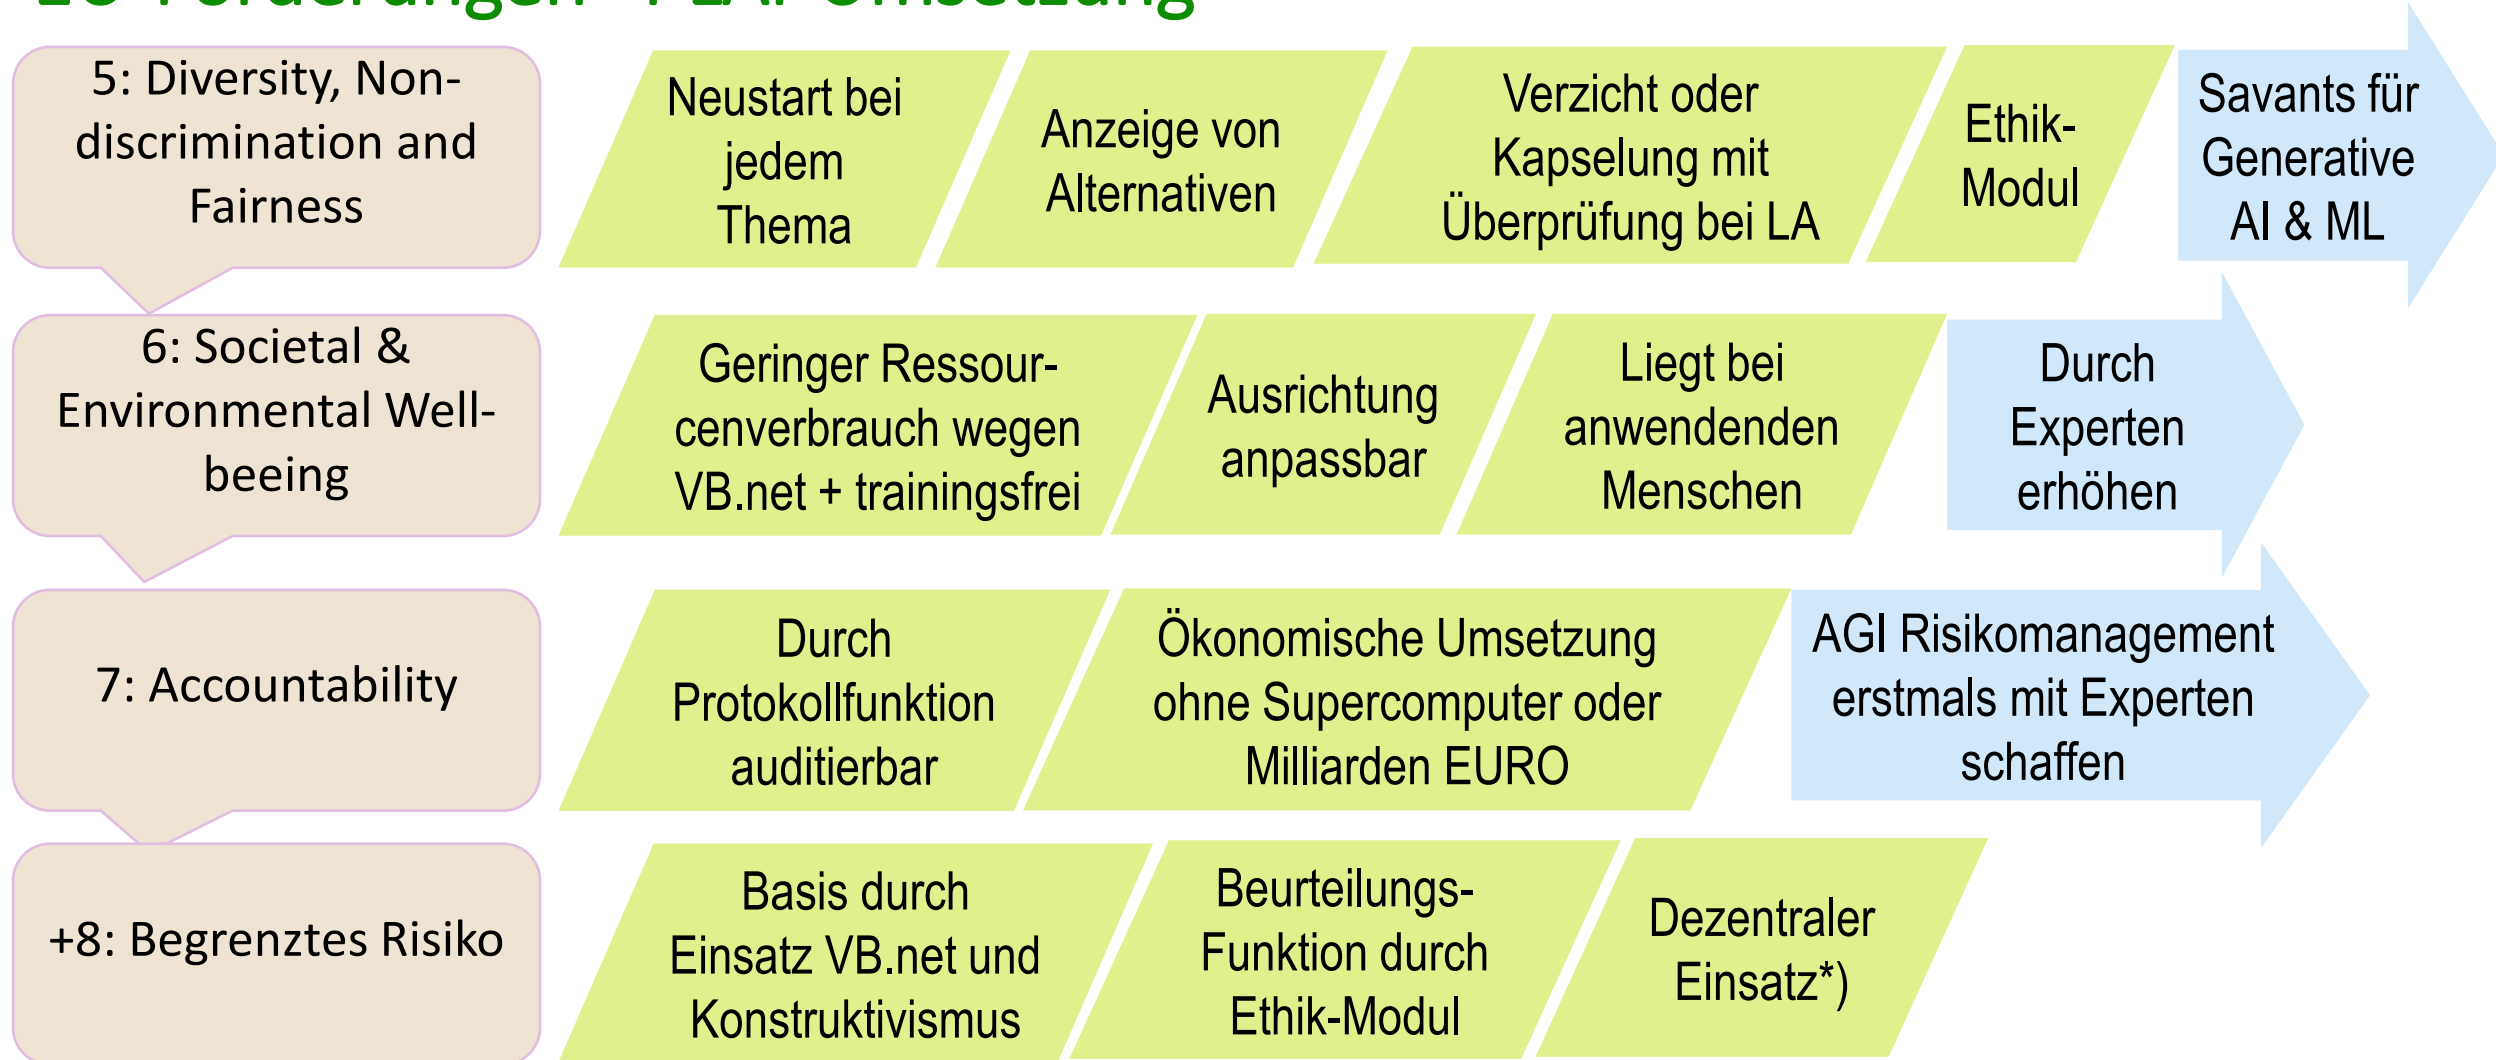 5: Diversity, Non-
discrimination and
Fairness
Neustart bei
jedem
Thema
Anzeige von
Alternativen
Verzicht oder
Kapselung mit
Überprüfung bei LA
Ethik-
Modul
Savants für
Generative
AI & ML
6: Societal &
Environmental Well-
beeing
Geringer Ressour-
cenverbrauch wegen
VB.net + trainingsfrei
Ausrichtung
anpassbar
Liegt bei
anwendenden
Menschen
Durch
Experten
erhöhen
7: Accountability
Durch
Protokollfunktion
auditierbar
Ökonomische Umsetzung
ohne Supercomputer oder
Milliarden EURO
AGI Risikomanagement
erstmals mit Experten
schaffen
+8: Begrenztes Risiko
Basis durch
Einsatz VB.net und
Konstruktivismus
Beurteilungs-
Funktion durch
Ethik-Modul
Dezentraler
Einsatz*)